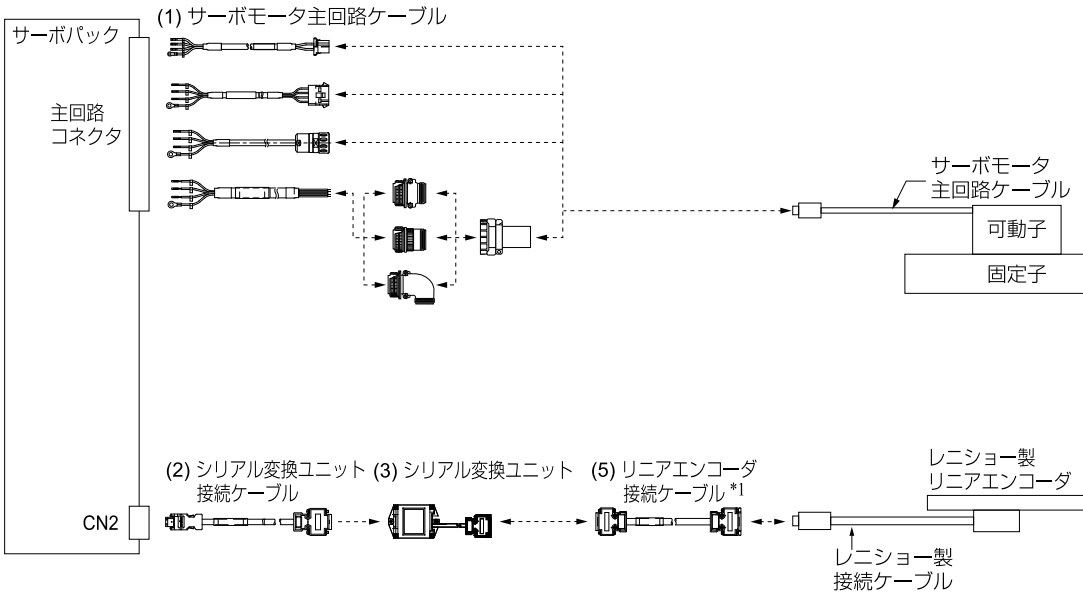 (1) サーボモータ主回路ケーブル
サーボパック
主回路
コネクタ
サーボモータ
主回路ケーブル
可動子
固定子
(2) シリアル変換ユニット
接続ケーブル
(3) シリアル変換ユニット
(5) リニアエンコーダ
接続ケーブル *1
レニショー製
リニアエンコーダ
CN2
レニショー製
接続ケーブル